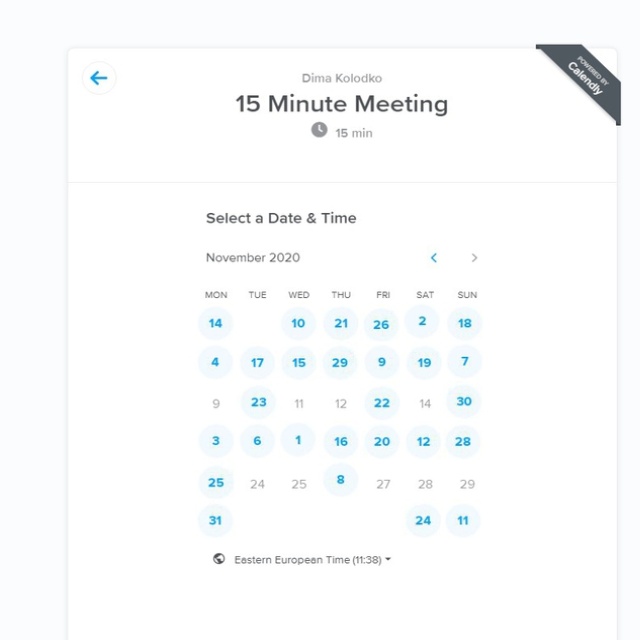 POWERED BY
Calendly
Dima Kolodko
15 Minute Meeting
15 min
Select a Date & Time
November 2020
MON TUE WED THU FRI SAT SUN
14 10 21 26 2 18
4 17 15 29 9 19 7
9 23 11 12 22 14 30
3 6 1 16 20 12 28
25 24 25 8 27 28 29
31 24 11
Eastern European Time (11:38)